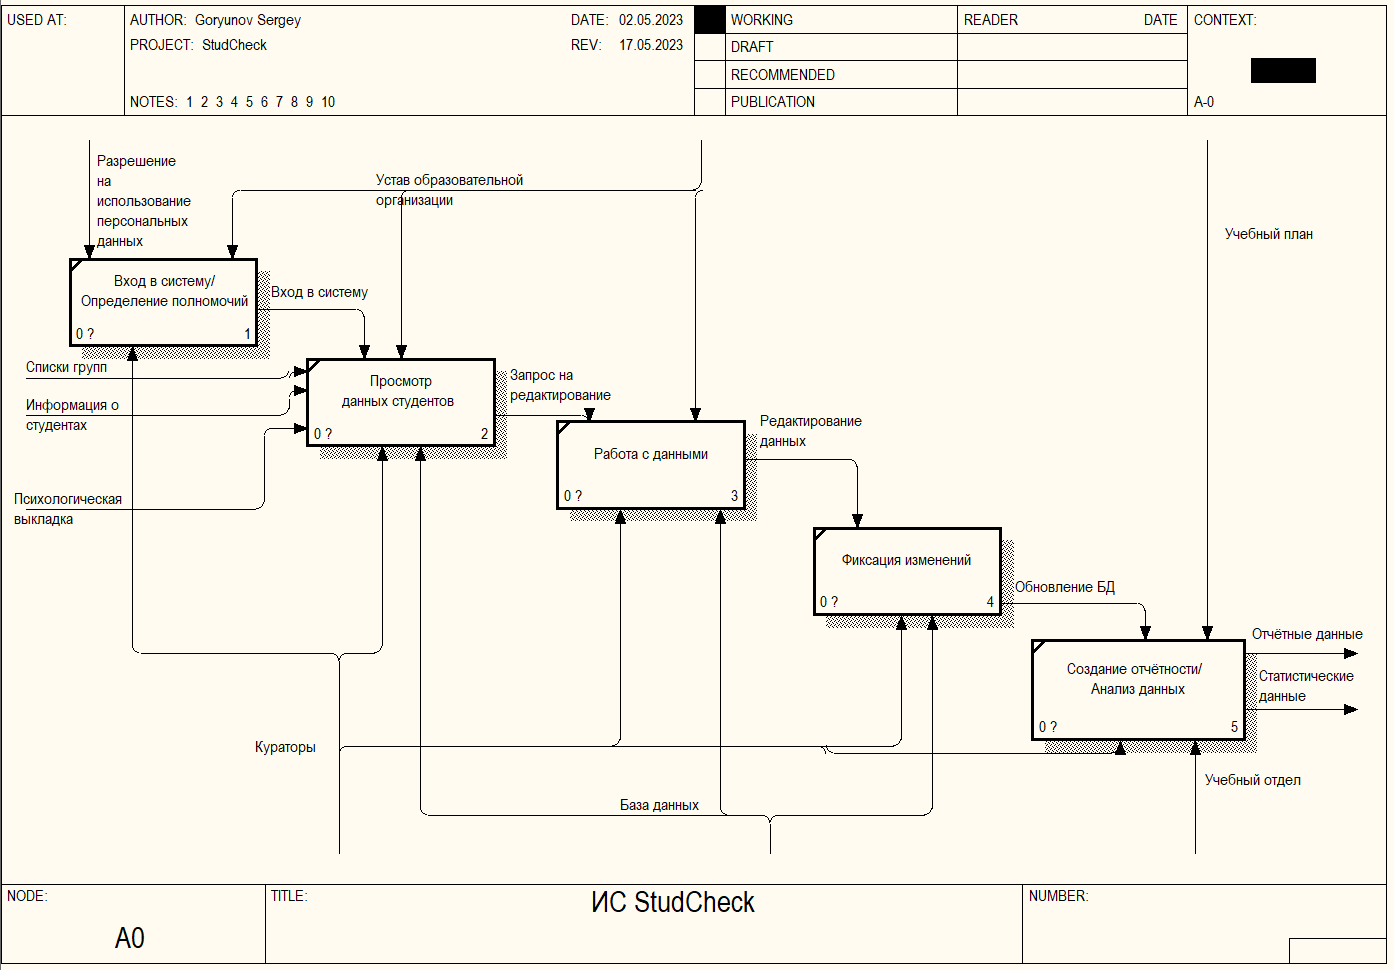 USED AT:
AUTHOR: Goryunov Sergey
DATE: 02.05.2023
PROJECT: StudCheck
REV: 17.05.2023
NOTES: 1 2 3 4 5 6 7 8 9 10
WORKING
DRAFT
RECOMMENDED
PUBLICATION
READER
DATE
CONTEXT:
A-0
Разрешение
на
использование
персональных
данных
Устав образовательной
организации
Учебный план
Вход в систему/
Определение полномочий
0 ?
1
Вход в систему
Списки групп
Информация о
студентах
Психологическая
выкладка
Просмотр
данных студентов
0 ?
2
Запрос на
редактирование
Работа с данными
0 ?
3
Редактирование
данных
Фиксация изменений
0 ?
4
Обновление БД
Создание отчётности/
Анализ данных
0 ?
5
Отчётные данные
Статистические
данные
Кураторы
База данных
Учебный отдел
NODE:
A0
TITLE:
ИС StudCheck
NUMBER: